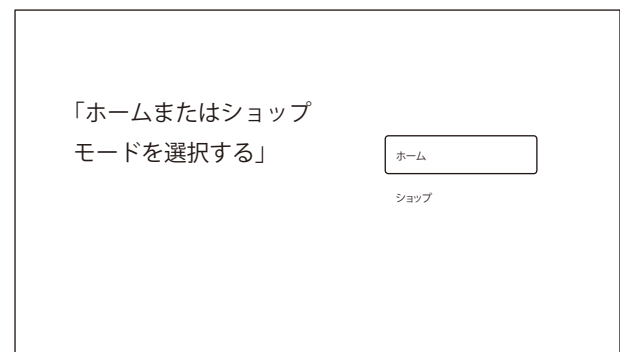 「ホームまたはショップ
モードを選択する」
ホーム
ショップ